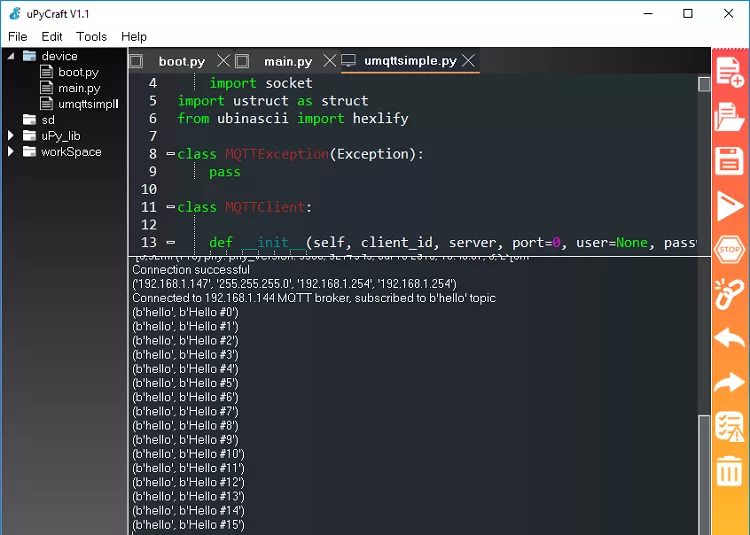 uPyCraft V1.1
File Edit Tools Help
device
boot.py
main.py
umqttsimpl
sd
uPy_lib
workSpace
boot.py main.py umqttsimple.py
4 import socket
5 import ustruct as struct
6 from ubinascii import hexlify
7
8 class MQTTException(Exception):
9 pass
10
11 class MQTTClient:
12
13 def __init__(self, client_id, server, port=0, user=None, pass
Connection successful
('192.168.1.147', '255.255.255.0', '192.168.1.254', '192.168.1.254')
Connected to 192.168.1.144 MQTT broker, subscribed to b'hello' topic
(b'hello', b'Hello #0')
(b'hello', b'Hello #1')
(b'hello', b'Hello #2')
(b'hello', b'Hello #3')
(b'hello', b'Hello #4')
(b'hello', b'Hello #5')
(b'hello', b'Hello #6')
(b'hello', b'Hello #7')
(b'hello', b'Hello #8')
(b'hello', b'Hello #9')
(b'hello', b'Hello #10')
(b'hello', b'Hello #11')
(b'hello', b'Hello #12')
(b'hello', b'Hello #13')
(b'hello', b'Hello #14')
(b'hello', b'Hello #15')
STOP